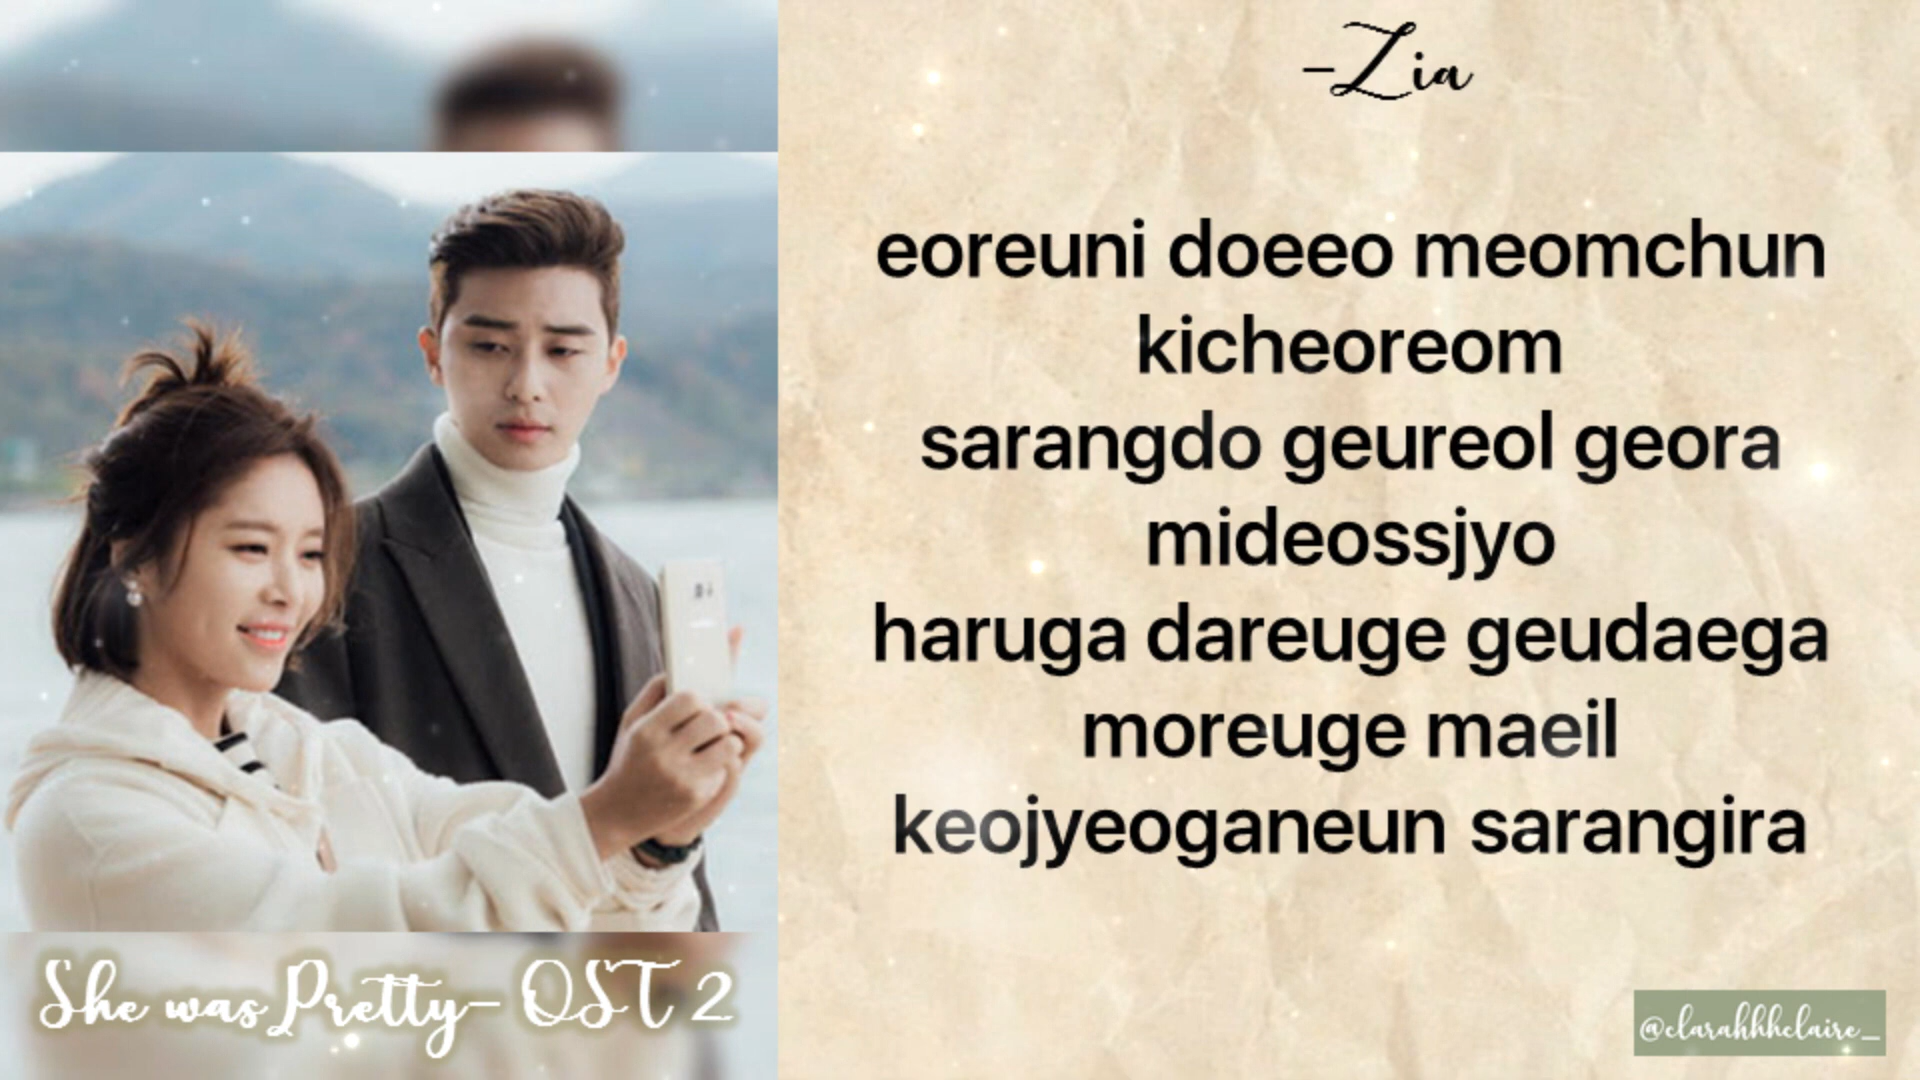 -Zia
eoreuni doeeo meomchun
kicheoreom
sarangdo geureol geora
mideossjyo
haruga dareuge geudaega
moreuge maeil
keojyeoganeun sarangira
She was Pretty- OST 2
@clarahhhclaire_